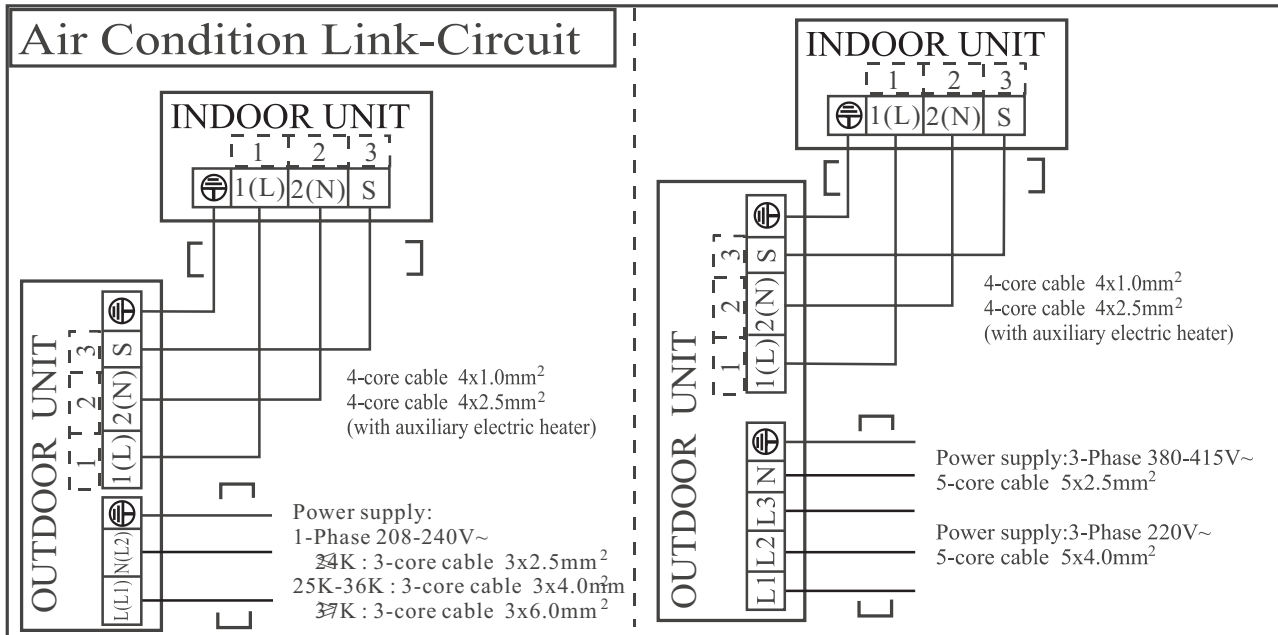 Air Condition Link-Circuit
INDOOR UNIT
1 2 3
1(L) 2(N) S
OUTDOOR UNIT
3 2 1
S 2(N) 1(L)
N(L2) L(L1)
4-core cable 4x1.0mm²
4-core cable 4x2.5mm²
(with auxiliary electric heater)
Power supply:
1-Phase 208-240V~
≤24K : 3-core cable 3x2.5mm²
25K-36K : 3-core cable 3x4.0mm²
≥37K : 3-core cable 3x6.0mm²
INDOOR UNIT
1 2 3
1(L) 2(N) S
OUTDOOR UNIT
3 2 1
S 2(N) 1(L)
N L3 L2 L1
4-core cable 4x1.0mm²
4-core cable 4x2.5mm²
(with auxiliary electric heater)
Power supply:3-Phase 380-415V~
5-core cable 5x2.5mm²
Power supply:3-Phase 220V~
5-core cable 5x4.0mm²